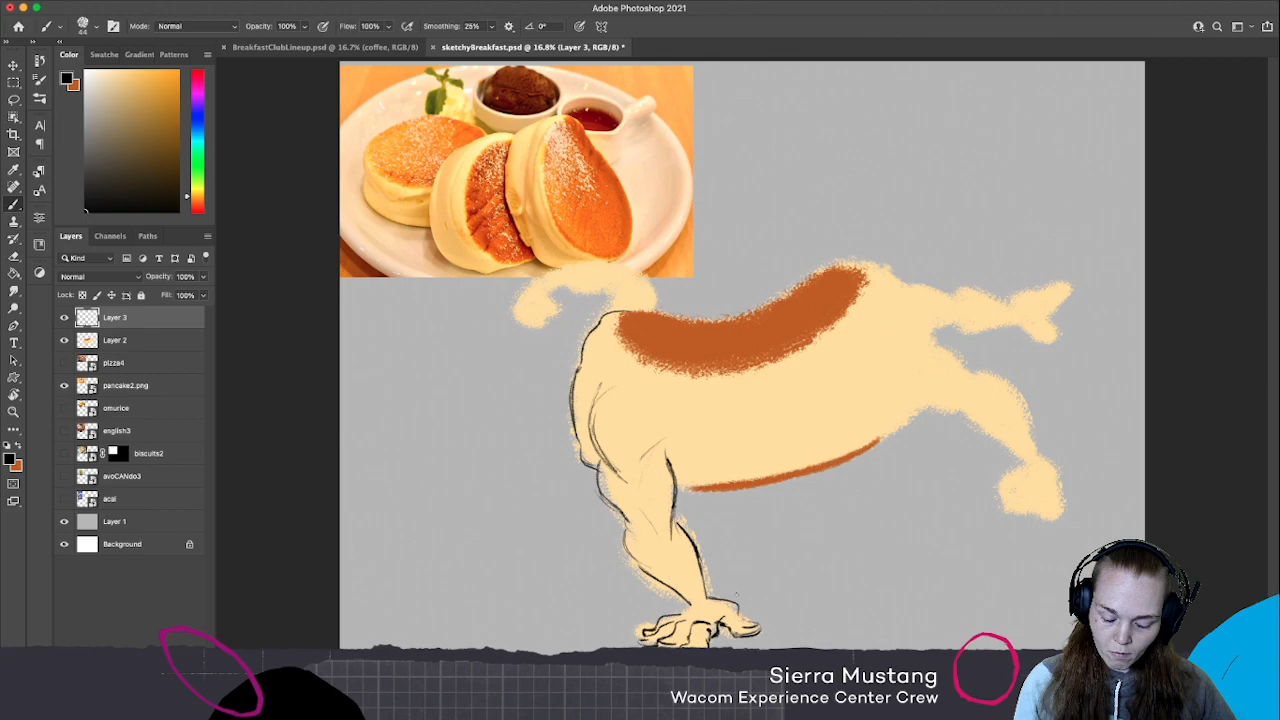 Adobe Photoshop 2021
44
Mode: Normal
Opacity: 100%
Flow: 100%
Smoothing: 25%
0°
BreakfastClubLineup.psd @ 16.7% (coffee, RGB/8)
sketchyBreakfast.psd @ 16.8% (Layer 3, RGB/8) *
Color
Swatche
Gradient
Patterns
Layers
Channels
Paths
Kind
Normal
Opacity: 100%
Lock:
Fill: 100%
Layer 3
Layer 2
pizza4
pancake2.png
omurice
english3
biscuits2
avoCANdo3
acai
Layer 1
Background
Sierra Mustang
Wacom Experience Center Crew